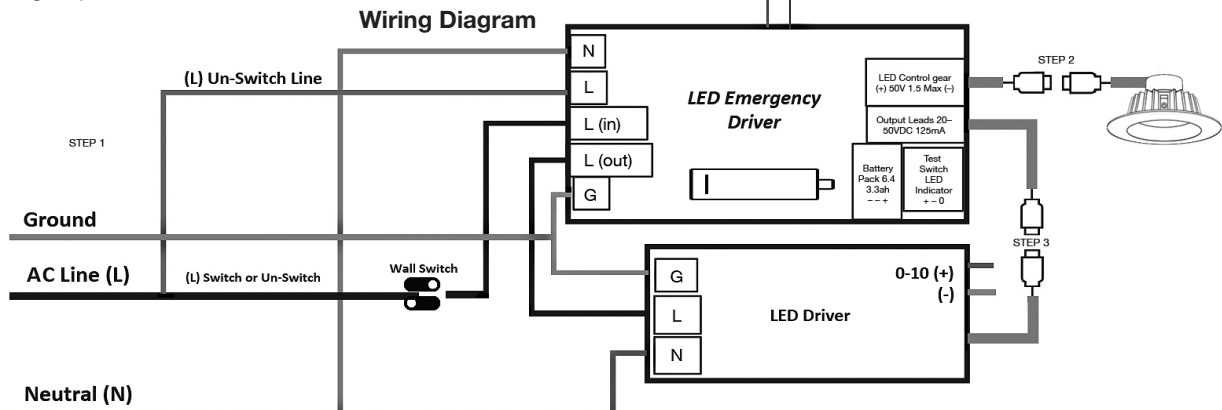 Wiring Diagram
N
(L) Un-Switch Line
L
L (in)
L (out)
G
LED Emergency
Driver
LED Control gear
(+) 50V 1.5 Max (–)
Output Leads 20–
50VDC 125mA
Battery
Pack 6.4
3.3ah
– – +
Test
Switch
LED
Indicator
+ – 0
STEP 2
STEP 1
Ground
STEP 3
AC Line (L)
(L) Switch or Un-Switch
Wall Switch
G
L
N
LED Driver
0-10 (+)
(-)
Neutral (N)